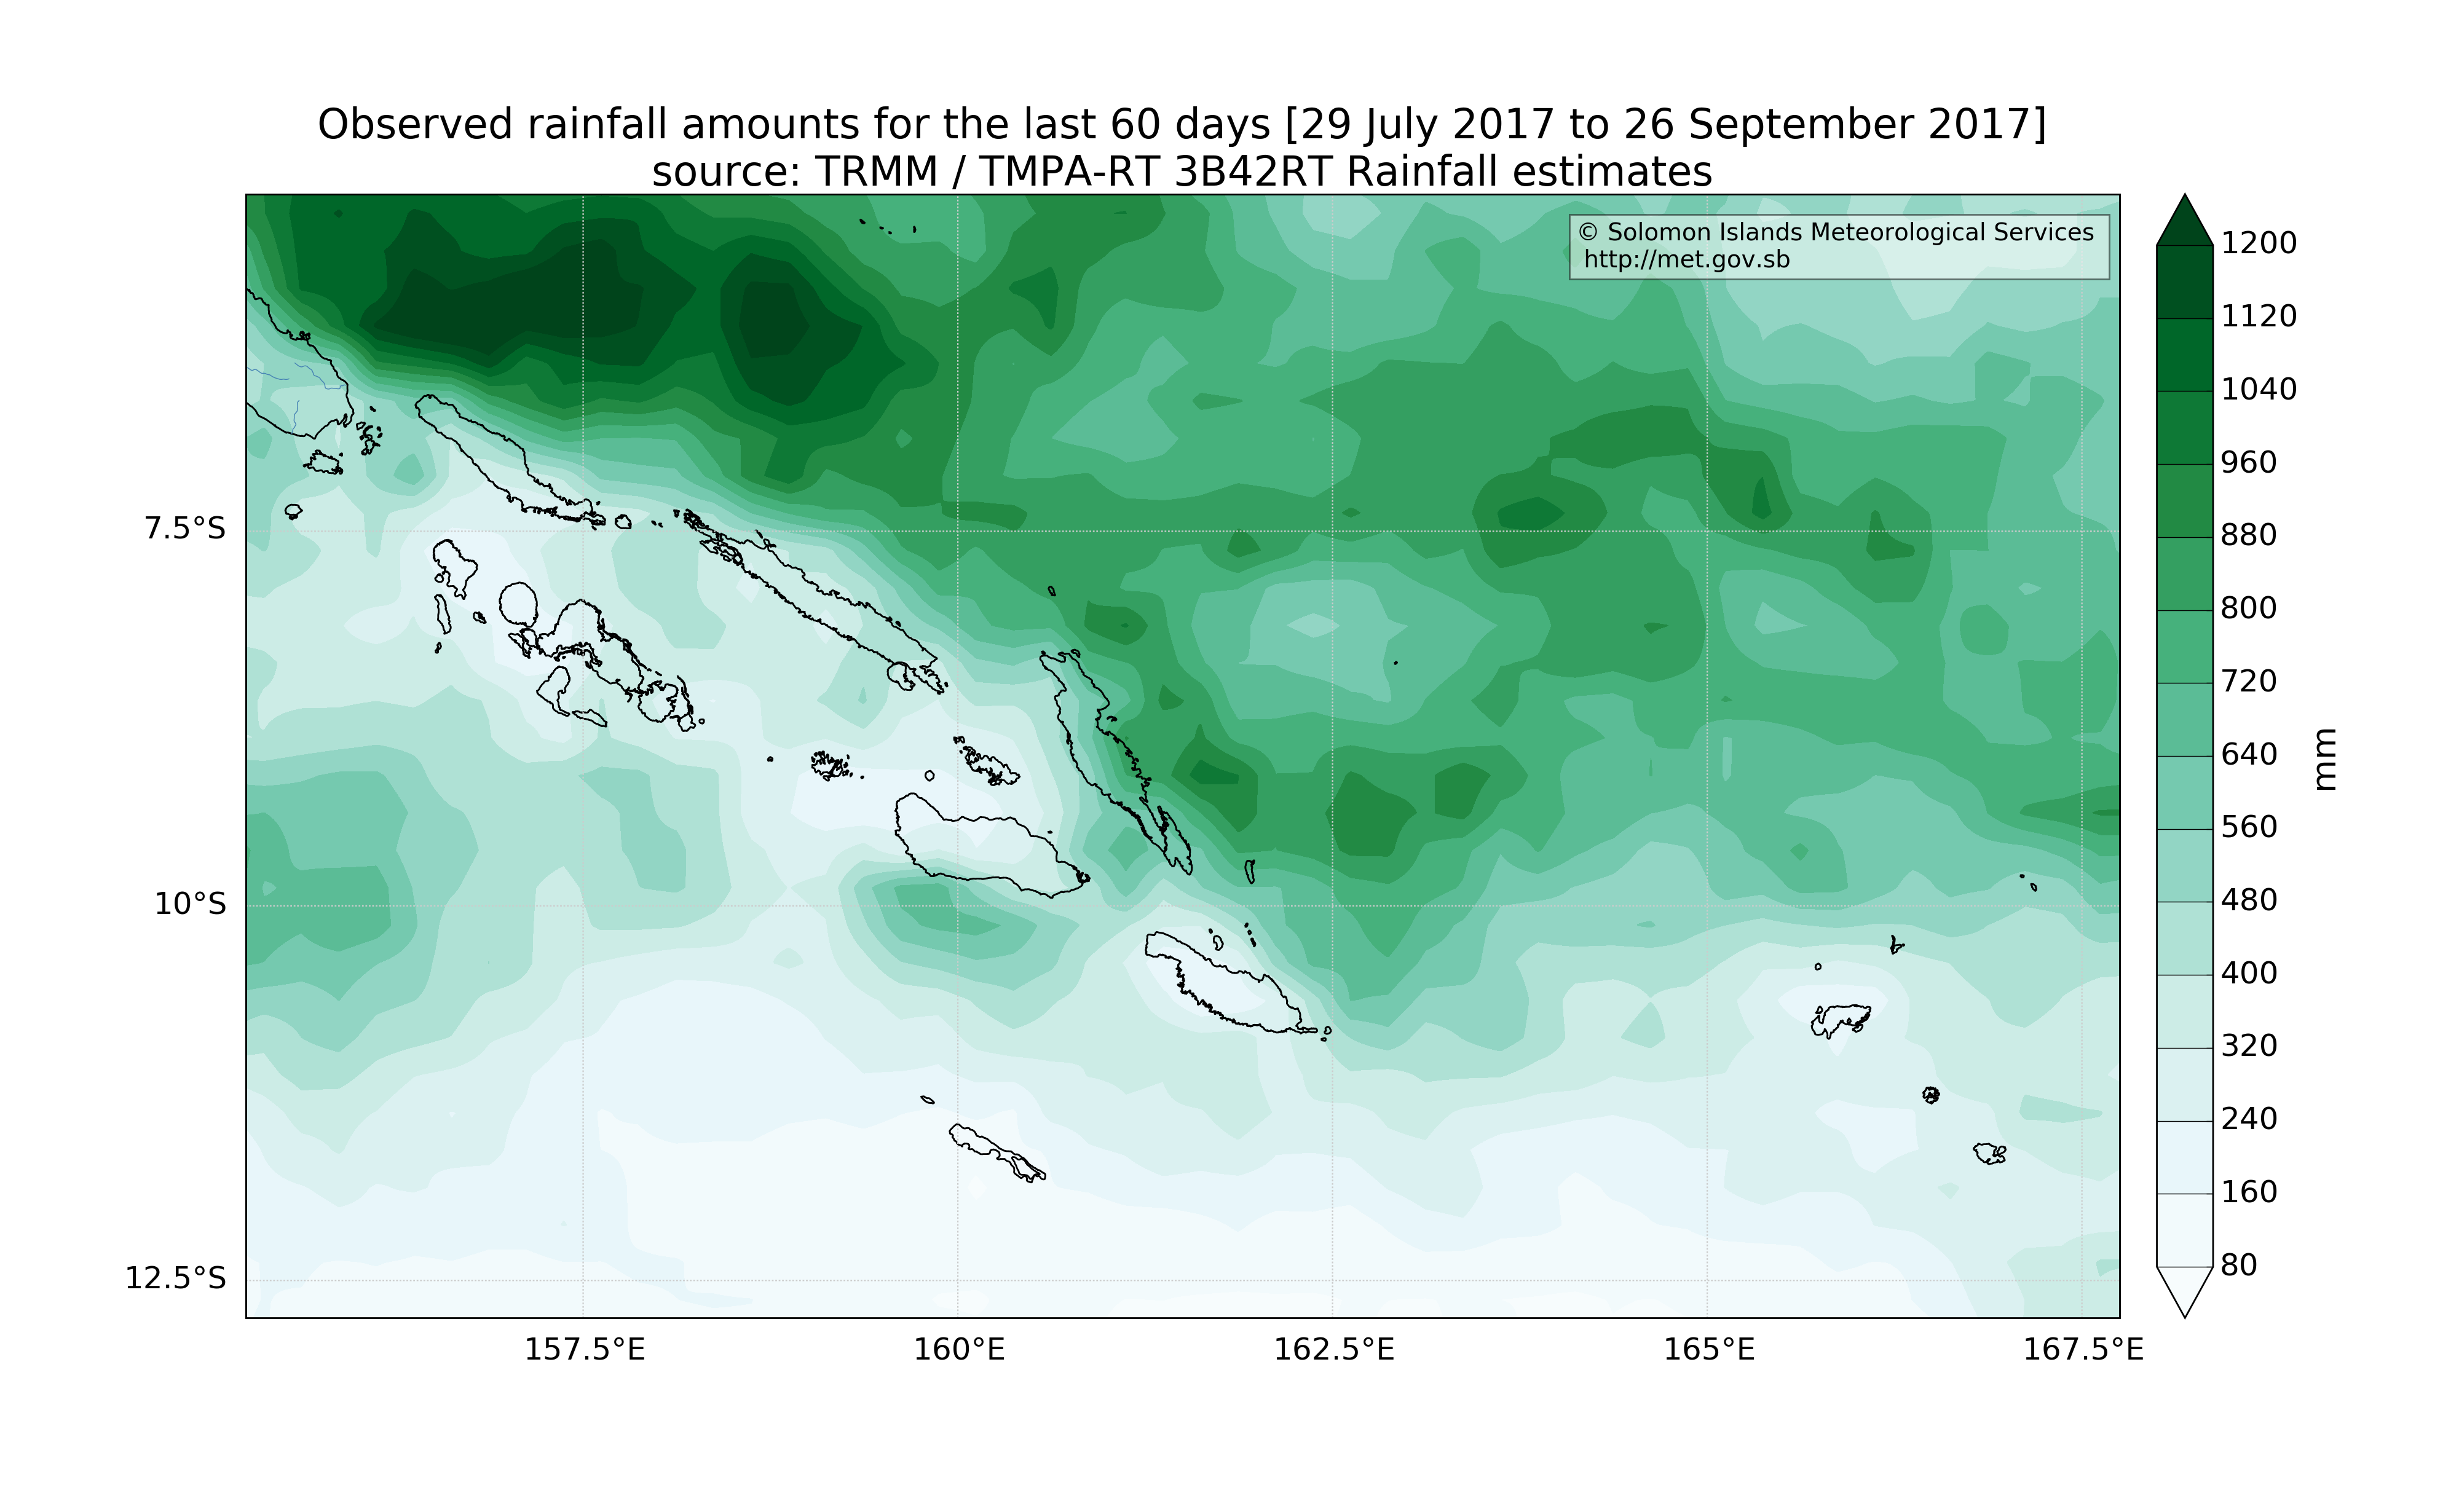 Observed rainfall amounts for the last 60 days [29 July 2017 to 26 September 2017]
source: TRMM / TMPA-RT 3B42RT Rainfall estimates
© Solomon Islands Meteorological Services
http://met.gov.sb
1200
1120
1040
960
880
800
720
640
560
480
400
320
240
160
80
mm
7.5°S
10°S
12.5°S
157.5°E
160°E
162.5°E
165°E
167.5°E